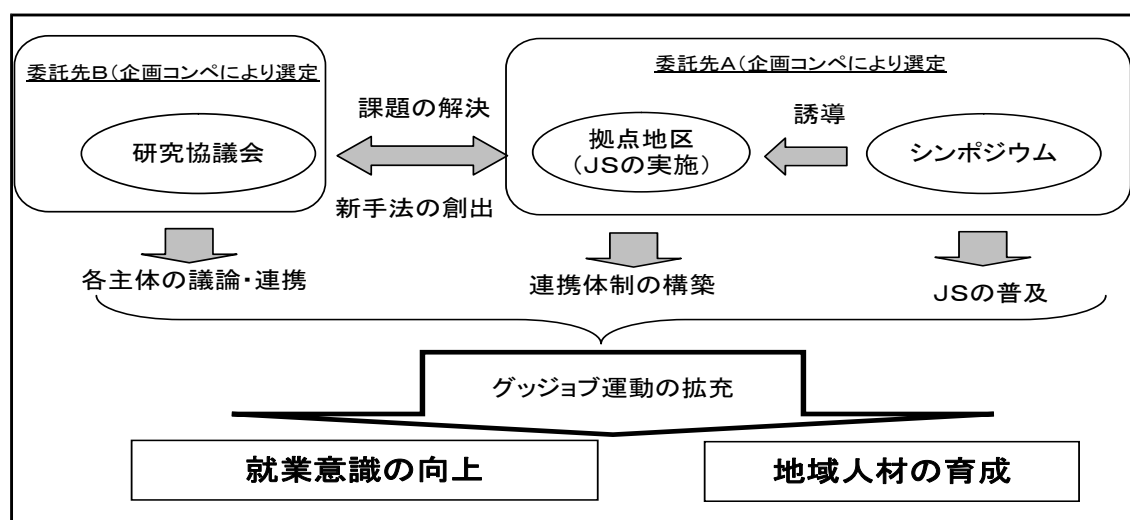 委託先B(企画コンペにより選定
研究協議会
課題の解決
新手法の創出
委託先A(企画コンペにより選定
拠点地区
(JSの実施)
誘導
シンポジウム
各主体の議論・連携
連携体制の構築
JSの普及
グッジョブ運動の拡充
就業意識の向上
地域人材の育成